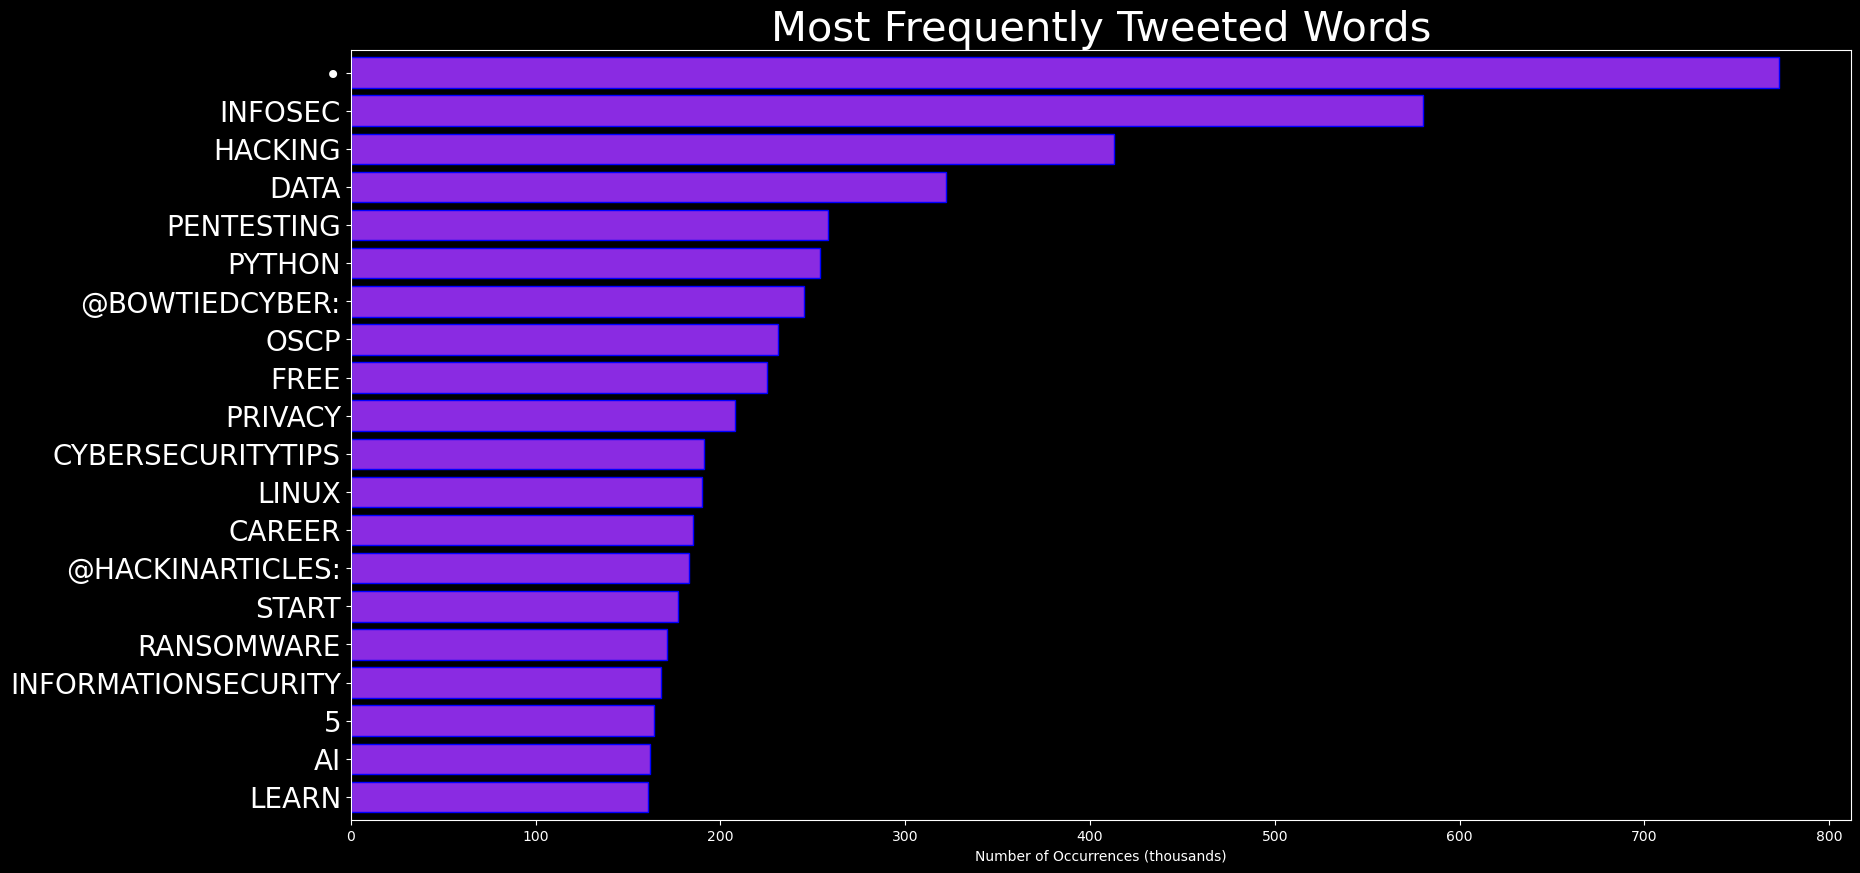 Most Frequently Tweeted Words
•
INFOSEC
HACKING
DATA
PENTESTING
PYTHON
@BOWTIEDCYBER:
OSCP
FREE
PRIVACY
CYBERSECURITYTIPS
LINUX
CAREER
@HACKINARTICLES:
START
RANSOMWARE
INFORMATIONSECURITY
5
AI
LEARN
0 100 200 300 400 500 600 700 800
Number of Occurrences (thousands)